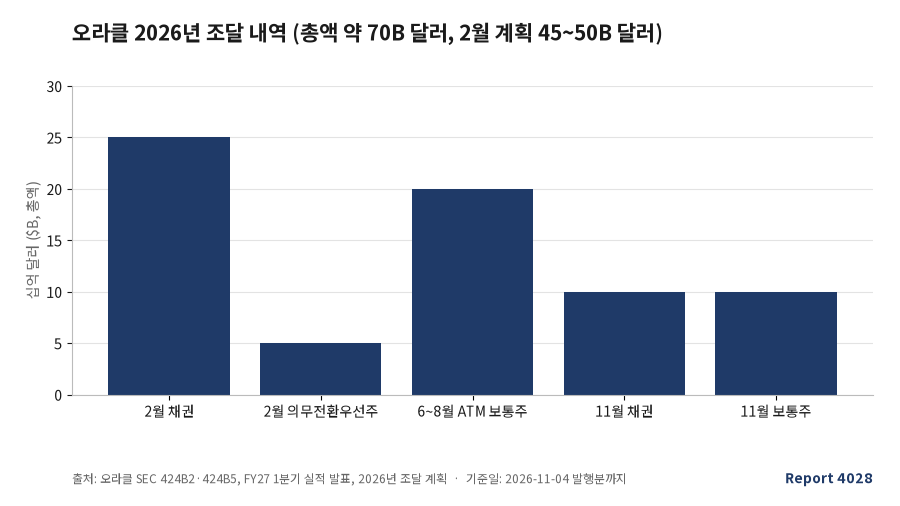 오라클 2026년 조달 내역 (총액 약 70B 달러, 2월 계획 45~50B 달러)
십억 달러 ($B, 총액)
30
25
20
15
10
5
0
2월 채권 2월 의무전환우선주 6~8월 ATM 보통주 11월 채권 11월 보통주
출처: 오라클 SEC 424B2·424B5, FY27 1분기 실적 발표, 2026년 조달 계획 · 기준일: 2026-11-04 발행분까지 Report 4028